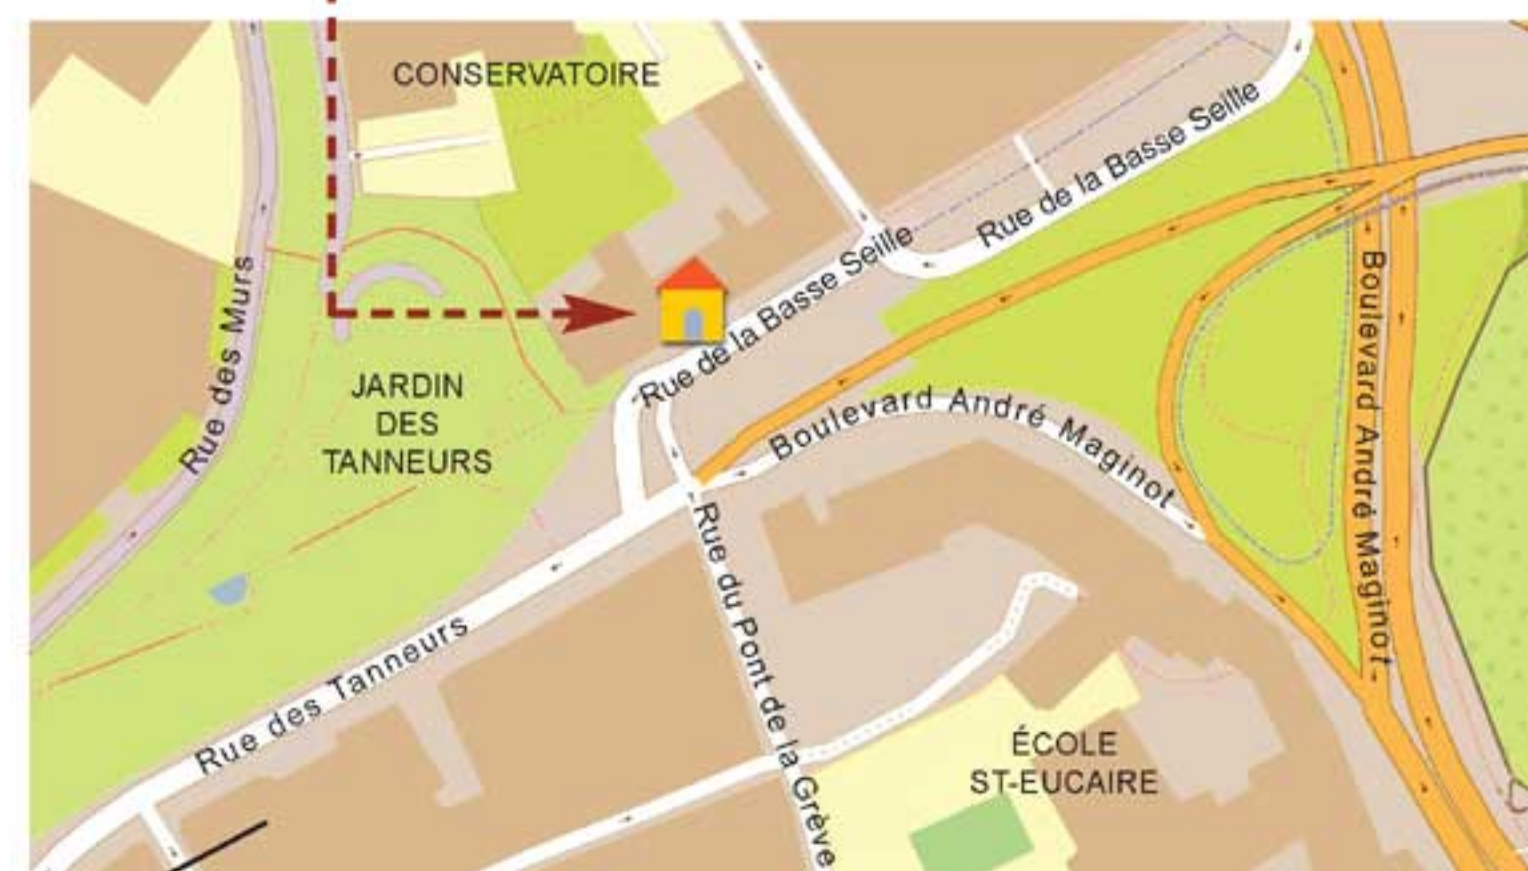 CONSERVATOIRE
Rue de la Basse Seille
Rue de la Basse Seille
Rue des Murs
JARDIN
DES
TANNEURS
Boulevard André Maginot
Boulevard André Maginot
Rue du Pont de la Grève
Rue des Tanneurs
ÉCOLE
ST-EUCAIRE